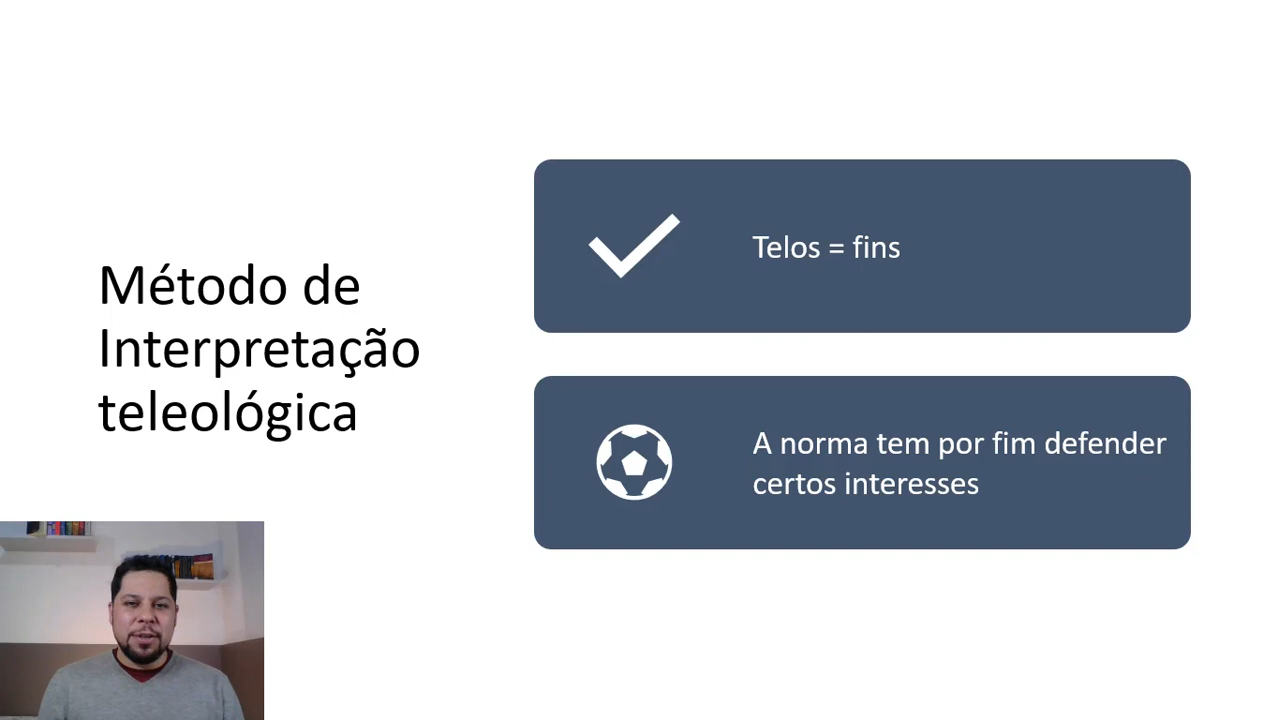 Método de
Interpretação
teleológica
Telos = fins
A norma tem por fim defender
certos interesses